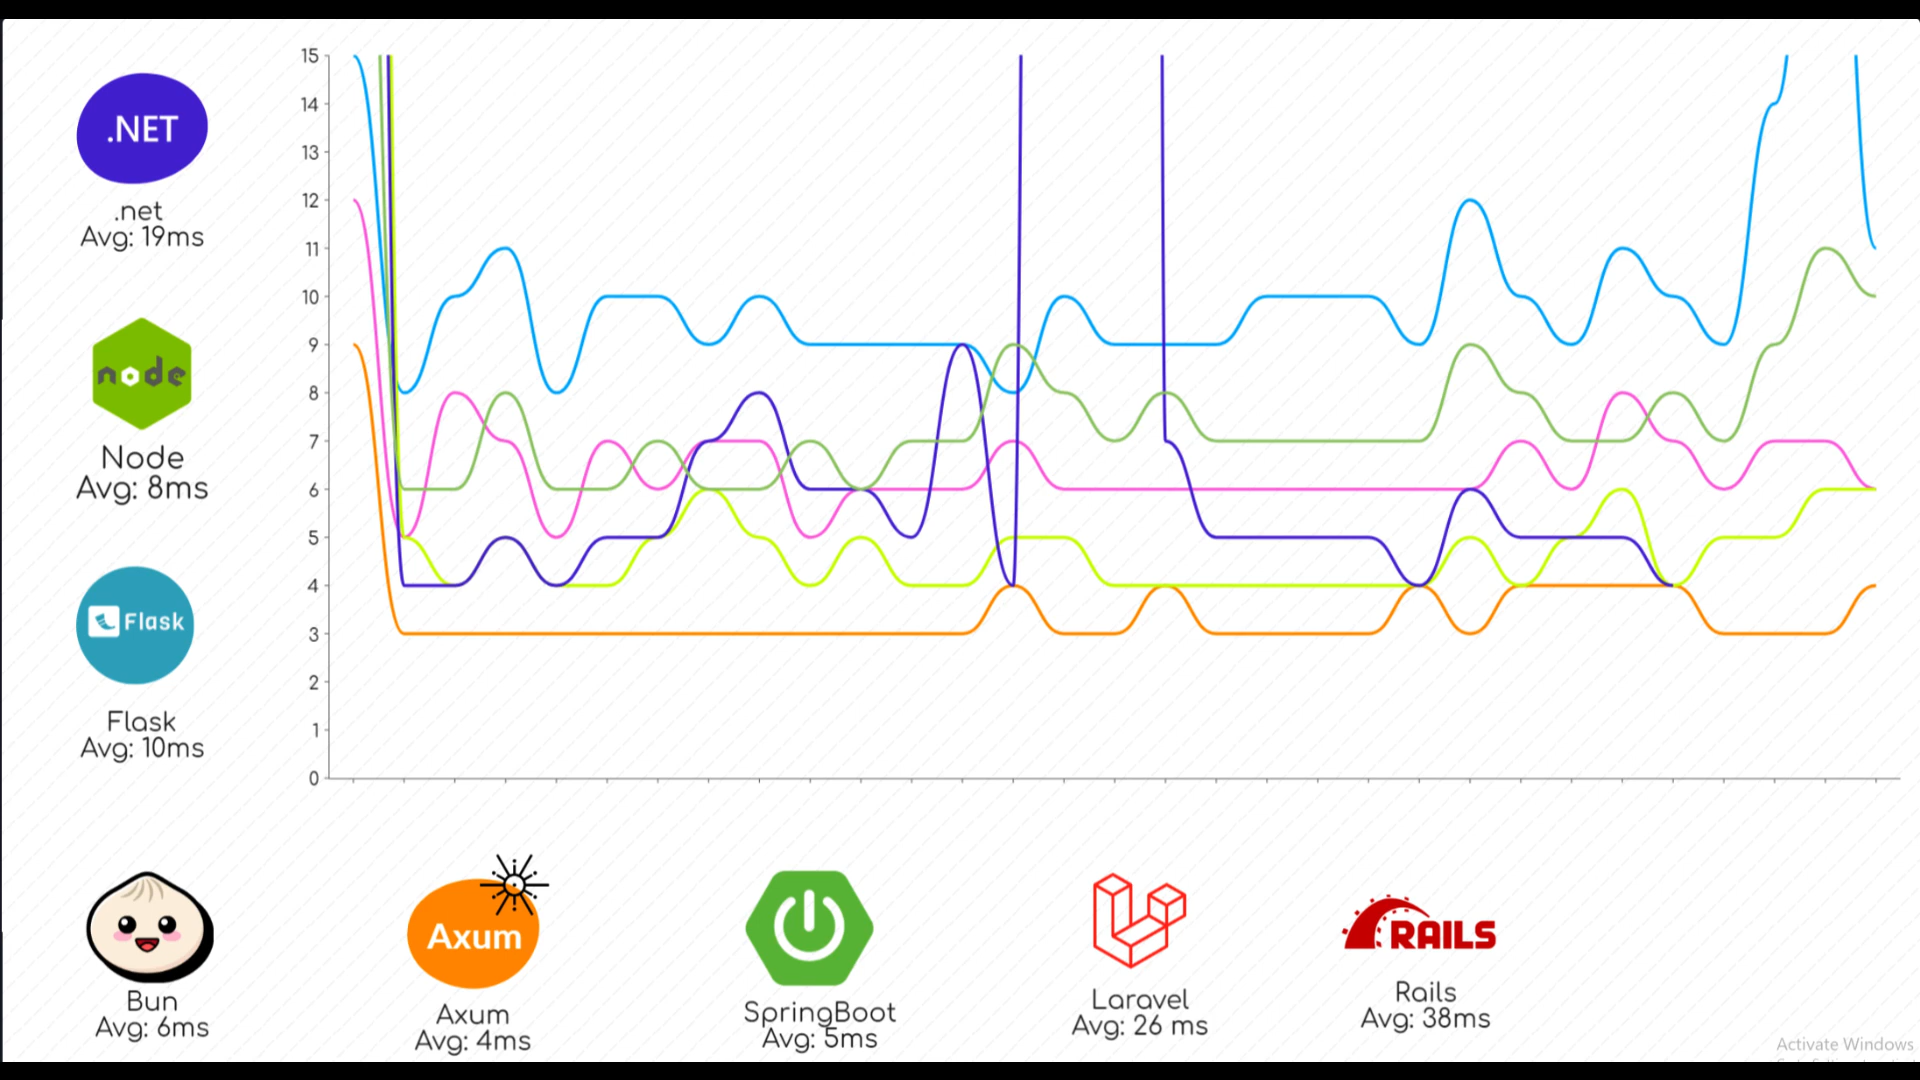 15
14
13
12
11
10
9
8
7
6
5
4
3
2
1
0
.NET
.net
Avg: 19ms
node
Node
Avg: 8ms
Flask
Flask
Avg: 10ms
Bun
Avg: 6ms
Axum
Axum
Avg: 4ms
SpringBoot
Avg: 5ms
Laravel
Avg: 26 ms
RAILS
Rails
Avg: 38ms
Activate Windows